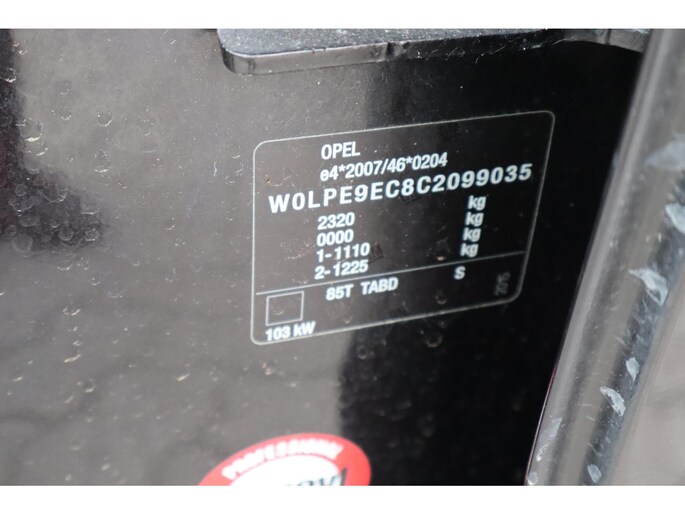 OPEL
e4*2007/46*0204
W0LPE9EC8C2099035
2320 kg
0000 kg
1-1110 kg
2-1225 kg
85T TABD S
103 kW
PROFESSIONAL